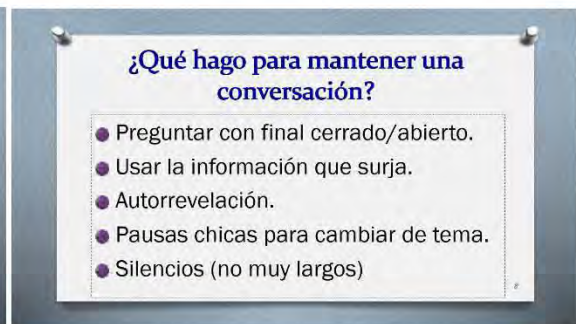 ¿Qué hago para mantener una
conversación?
Preguntar con final cerrado/abierto.
Usar la información que surja.
Autorrevelación.
Pausas chicas para cambiar de tema.
Silencios (no muy largos)